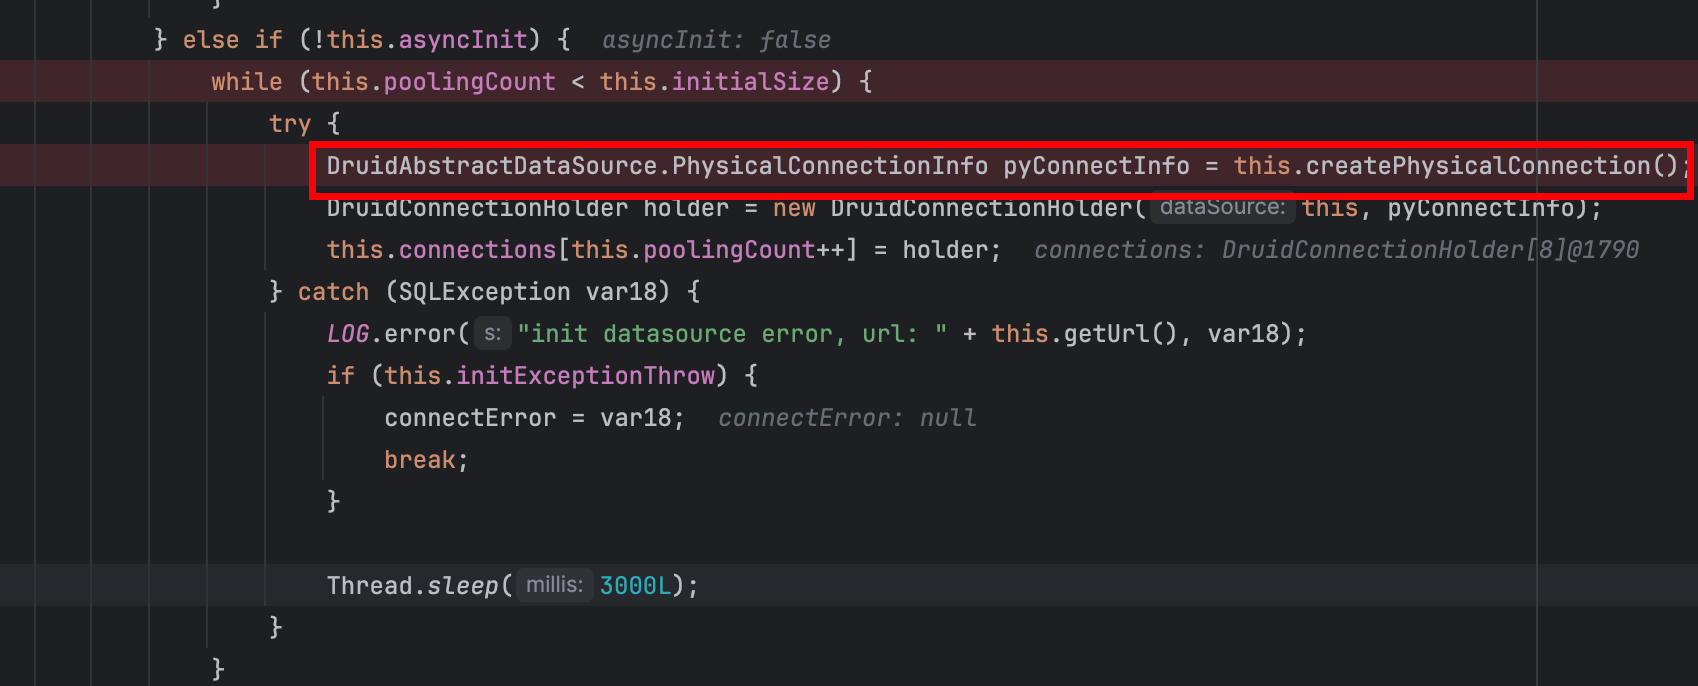 }
} else if (!this.asyncInit) {  asyncInit: false
while (this.poolingCount < this.initialSize) {
try {
DruidAbstractDataSource.PhysicalConnectionInfo pyConnectInfo = this.createPhysicalConnection();
DruidConnectionHolder holder = new DruidConnectionHolder( dataSource: this, pyConnectInfo);
this.connections[this.poolingCount++] = holder;  connections: DruidConnectionHolder[8]@1790
} catch (SQLException var18) {
LOG.error( s: "init datasource error, url: " + this.getUrl(), var18);
if (this.initExceptionThrow) {
connectError = var18;  connectError: null
break;
}
Thread.sleep( millis: 3000L);
}
}